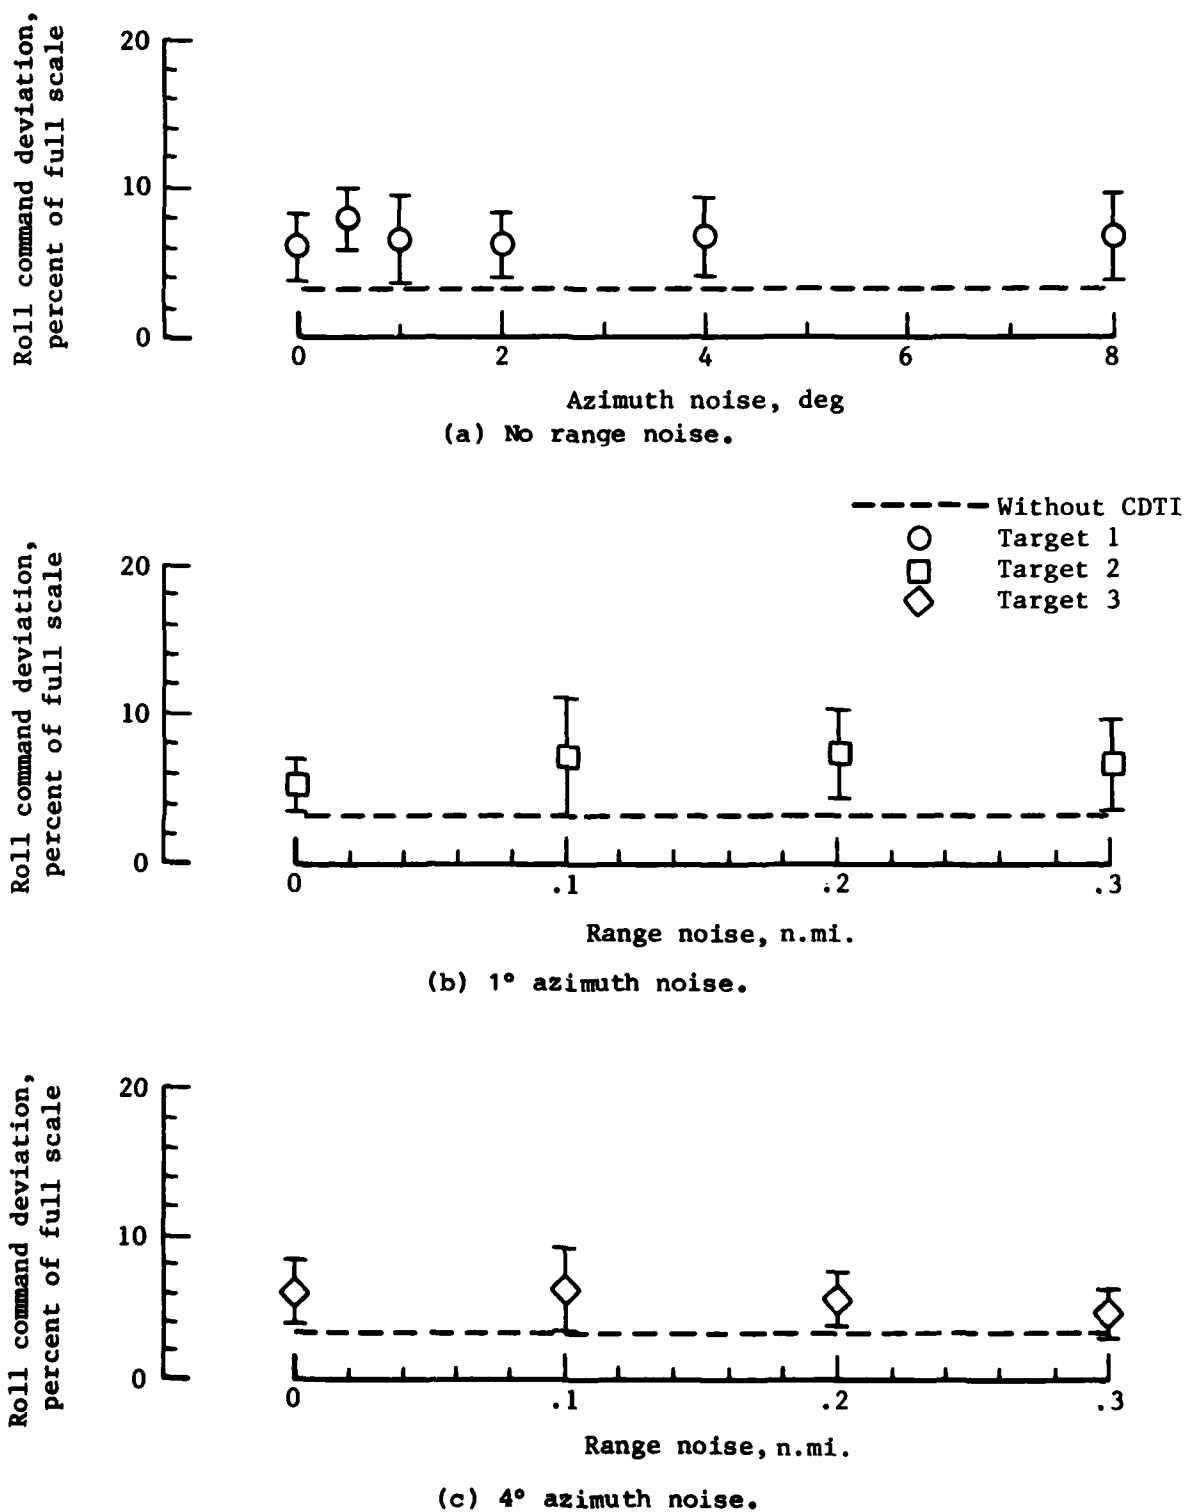 Roll command deviation,
percent of full scale
20
10
0
0 2 4 6 8
Azimuth noise, deg
(a) No range noise.
Without CDTI
Target 1
Target 2
Target 3
Roll command deviation,
percent of full scale
20
10
0
0 .1 .2 .3
Range noise, n.mi.
(b) 1° azimuth noise.
Roll command deviation,
percent of full scale
20
10
0
0 .1 .2 .3
Range noise, n.mi.
(c) 4° azimuth noise.